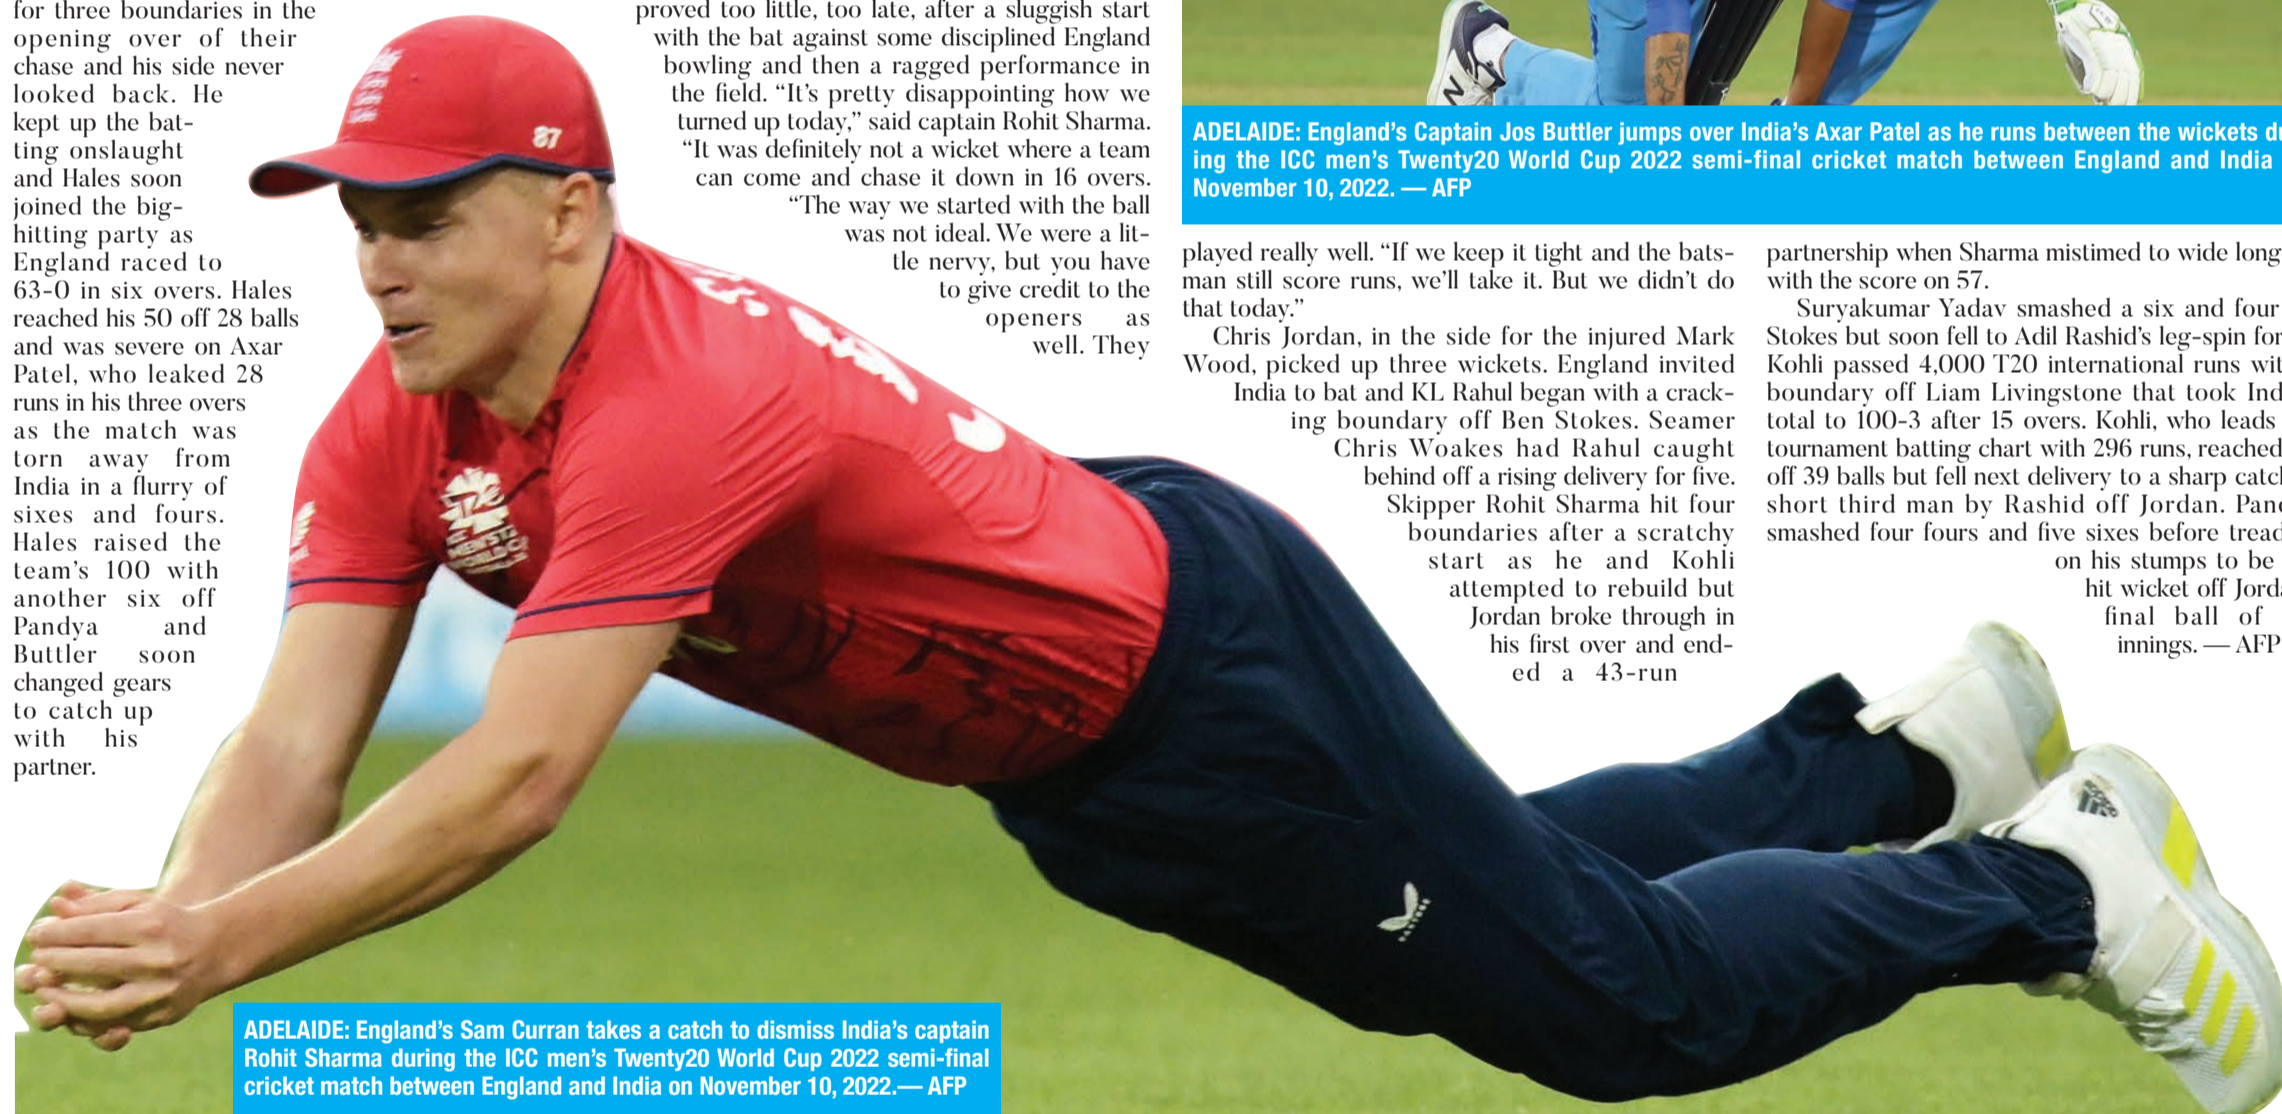 for three boundaries in the
opening over of their
chase and his side never
looked back. He
kept up the bat-
ting onslaught
and Hales soon
joined the big-
hitting party as
England raced to
63-0 in six overs. Hales
reached his 50 off 28 balls
and was severe on Axar
Patel, who leaked 28
runs in his three overs
as the match was
torn away from
India in a flurry of
sixes and fours.
Hales raised the
team's 100 with
another six off
Pandya and
Buttler soon
changed gears
to catch up
with his
partner.
proved too little, too late, after a sluggish start
with the bat against some disciplined England
bowling and then a ragged performance in
the field. “It’s pretty disappointing how we
turned up today,” said captain Rohit Sharma.
“It was definitely not a wicket where a team
can come and chase it down in 16 overs.
“The way we started with the ball
was not ideal. We were a lit-
tle nervy, but you have
to give credit to the
openers as
well. They
87
ADELAIDE: England’s Sam Curran takes a catch to dismiss India’s captain
Rohit Sharma during the ICC men’s Twenty20 World Cup 2022 semi-final
cricket match between England and India on November 10, 2022.— AFP
ADELAIDE: England’s Captain Jos Buttler jumps over India’s Axar Patel as he runs between the wickets
ing the ICC men’s Twenty20 World Cup 2022 semi-final cricket match between England and India
November 10, 2022. — AFP
played really well. “If we keep it tight and the bats-
man still score runs, we’ll take it. But we didn’t do
that today.”
Chris Jordan, in the side for the injured Mark
Wood, picked up three wickets. England invited
India to bat and KL Rahul began with a crack-
ing boundary off Ben Stokes. Seamer
Chris Woakes had Rahul caught
behind off a rising delivery for five.
Skipper Rohit Sharma hit four
boundaries after a scratchy
start as he and Kohli
attempted to rebuild but
Jordan broke through in
his first over and end-
ed a 43-run
partnership when Sharma mistimed to wide long
with the score on 57.
Suryakumar Yadav smashed a six and four
Stokes but soon fell to Adil Rashid’s leg-spin for
Kohli passed 4,000 T20 international runs
boundary off Liam Livingstone that took
total to 100-3 after 15 overs. Kohli, who leads
tournament batting chart with 296 runs, reached
off 39 balls but fell next delivery to a sharp
short third man by Rashid off Jordan.
smashed four fours and five sixes before
on his stumps to be
hit wicket off
final ball of
innings. — AFP